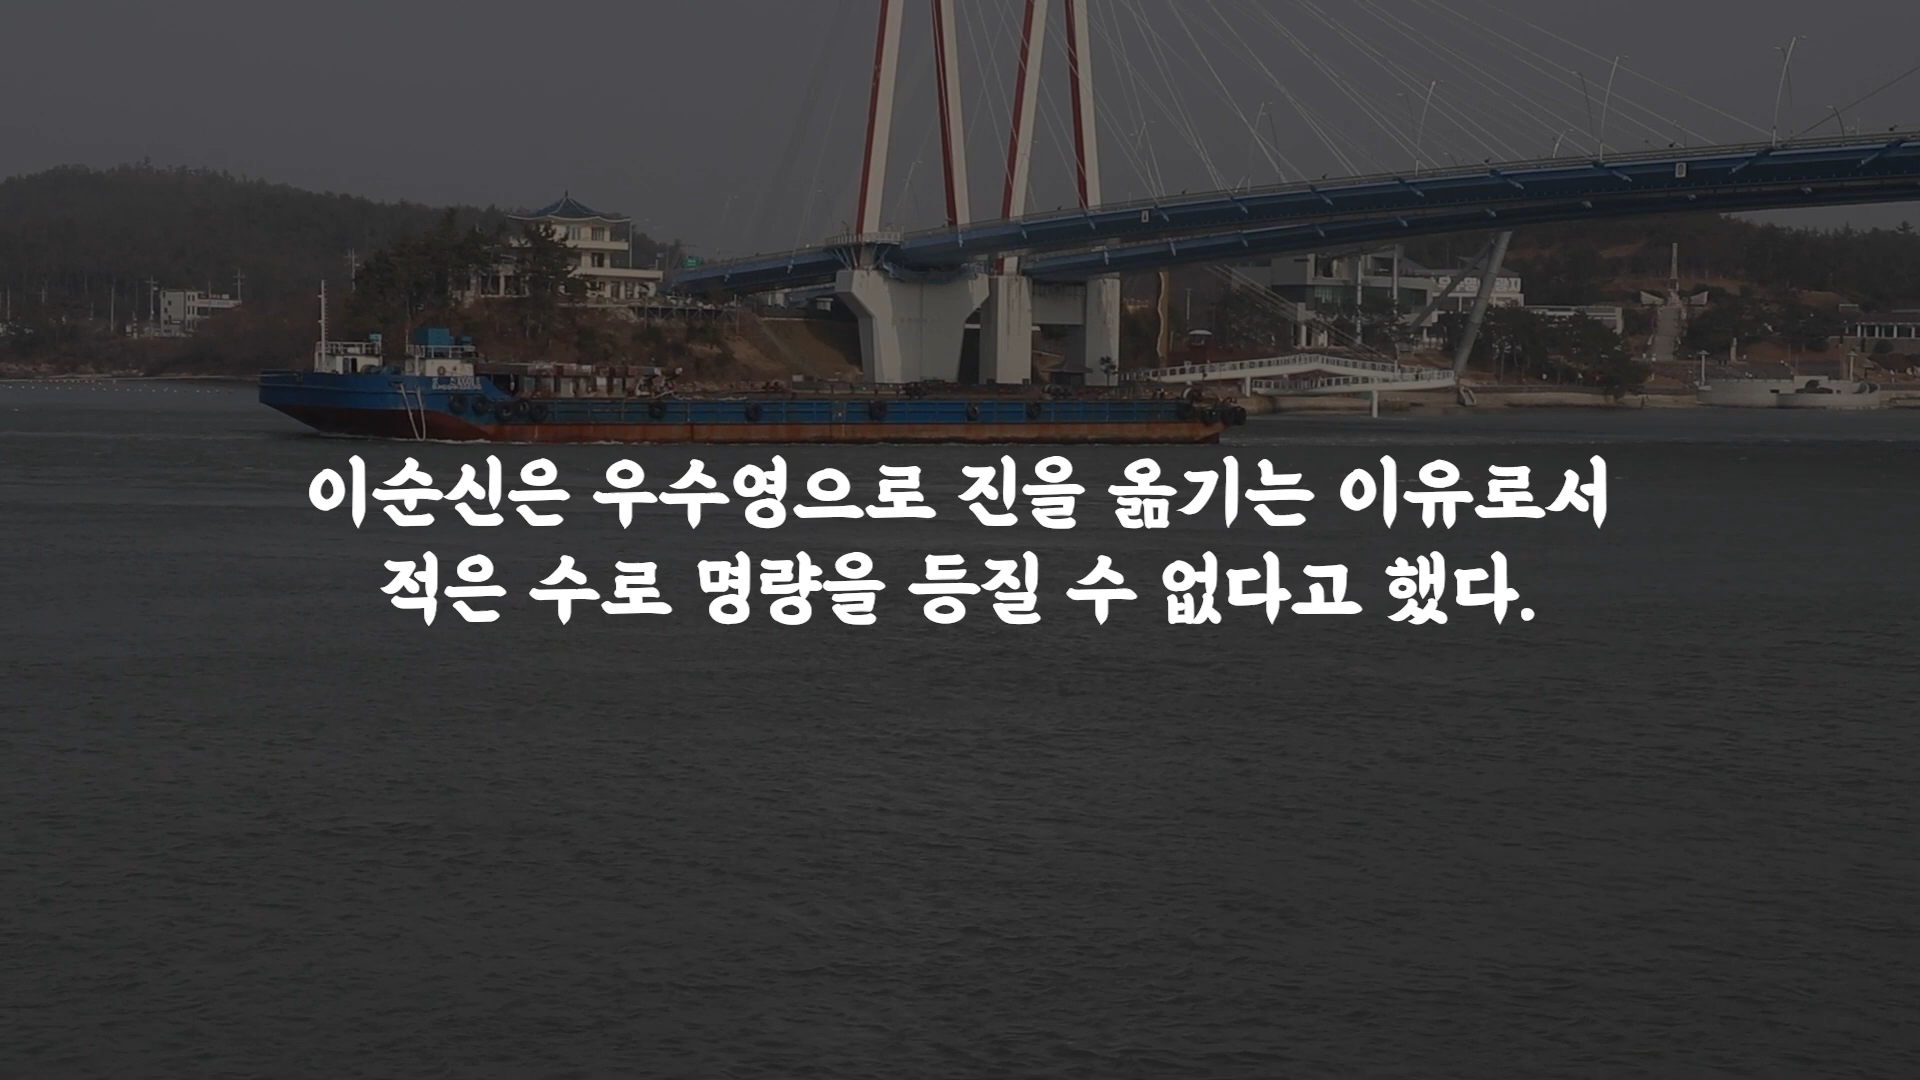 이순신은 우수영으로 진을 옮기는 이유로서
적은 수로 명량을 등질 수 없다고 했다.